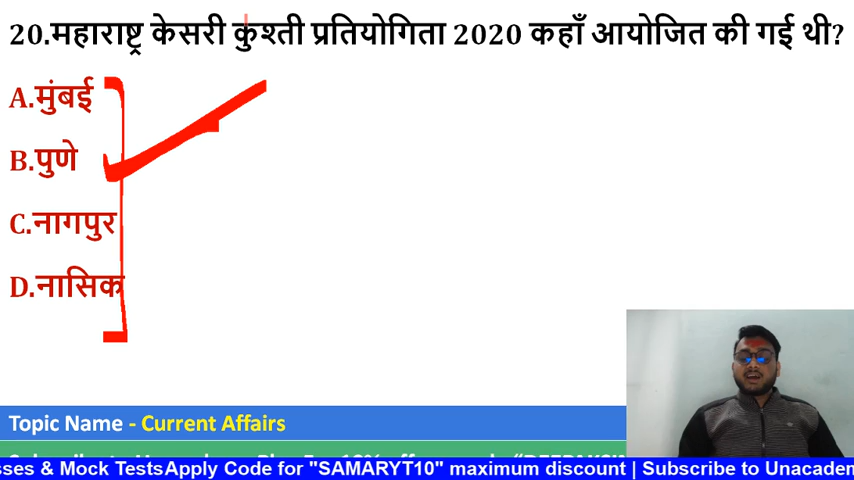 20.महाराष्ट्र केसरी कुश्ती प्रतियोगिता 2020 कहाँ आयोजित की गई थी?
A.मुंबई
B.पुणे
C.नागपुर
D.नासिक
Topic Name - Current Affairs
sses & Mock TestsApply Code for "SAMARYT10" maximum discount | Subscribe to Unacadem